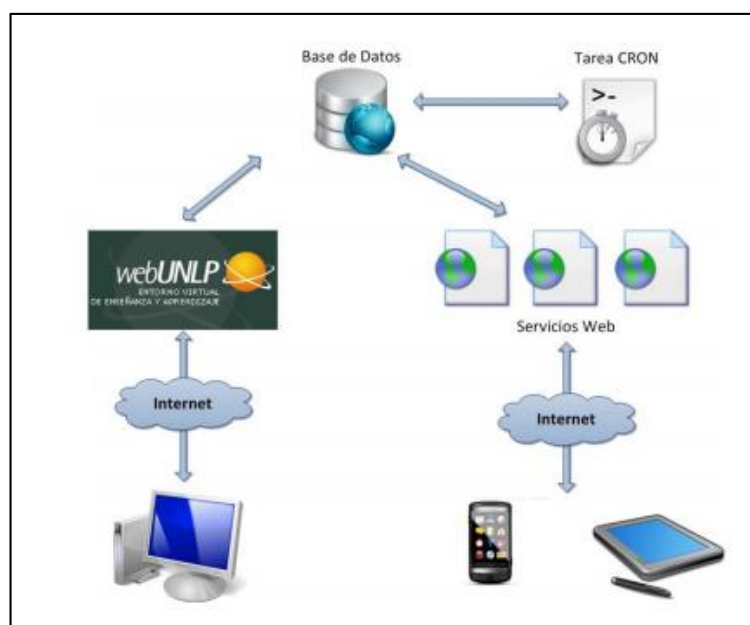 Base de Datos
Tarea CRON
>-
webUNLP
ENTORNO VIRTUAL
DE ENSEÑANZA Y APRENDIZAJE
Servicios Web
Internet
Internet